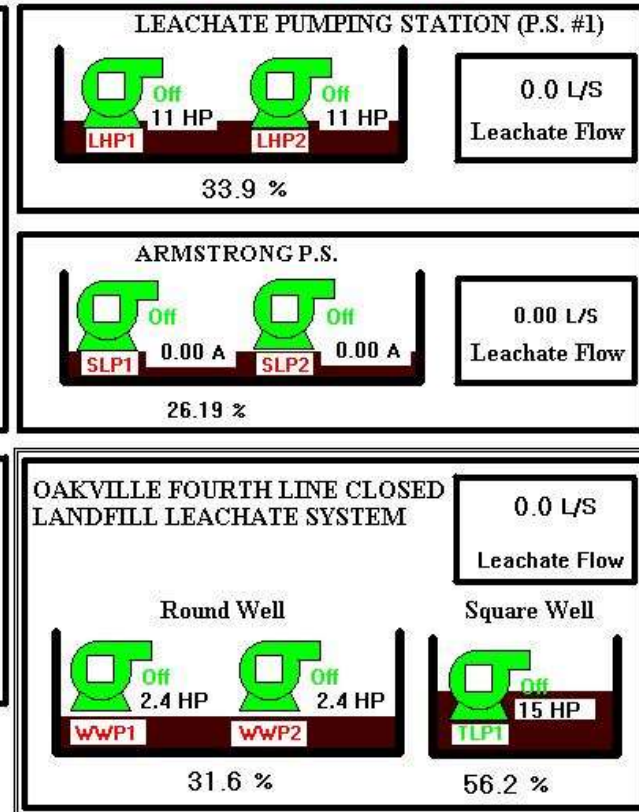 LEACHATE PUMPING STATION (P.S. #1)
Off
11 HP
LHP1
Off
11 HP
LHP2
33.9 %
0.0 L/S
Leachate Flow
ARMSTRONG P.S.
Off
0.00 A
SLP1
Off
0.00 A
SLP2
26.19 %
0.00 L/S
Leachate Flow
OAKVILLE FOURTH LINE CLOSED
LANDFILL LEACHATE SYSTEM
0.0 L/S
Leachate Flow
Round Well
Off
2.4 HP
WWP1
Off
2.4 HP
WWP2
31.6 %
Square Well
Off
15 HP
TLP1
56.2 %